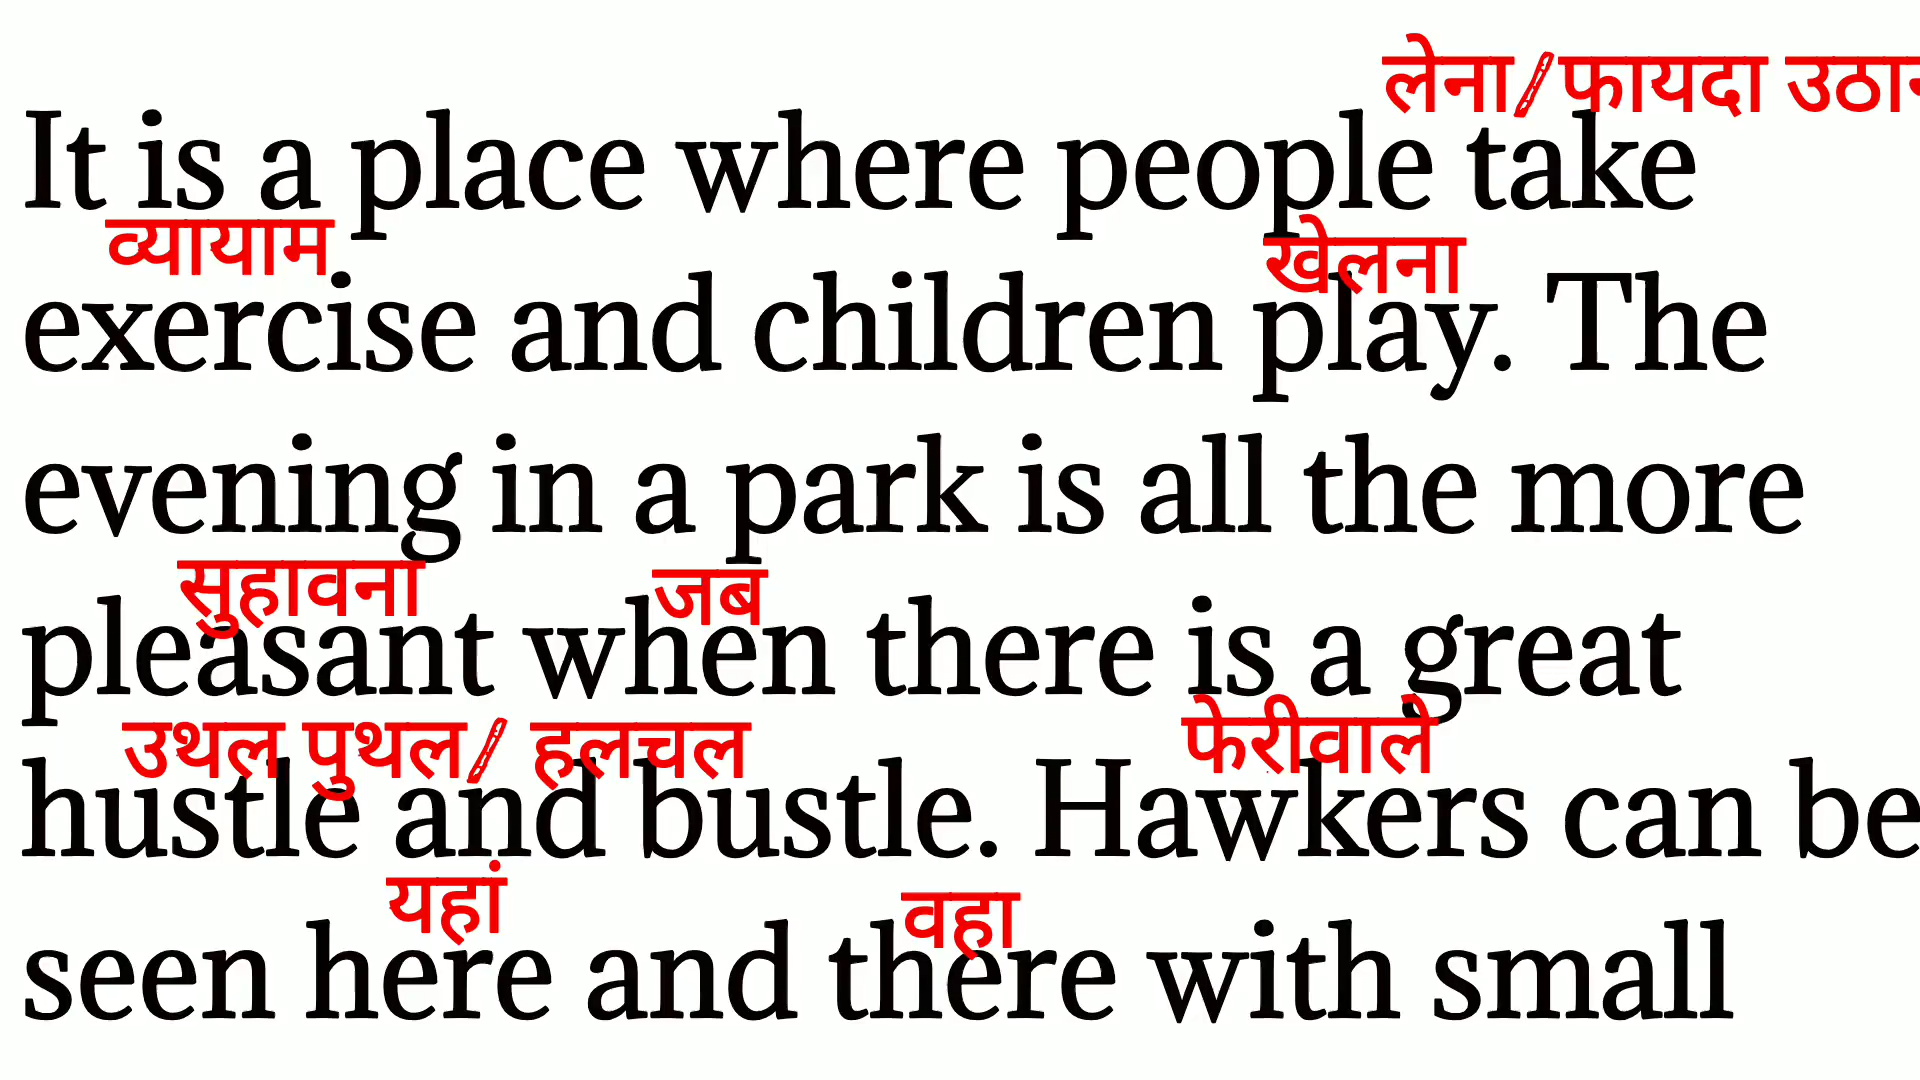 लेना/फायदा उठान
It is a place where people take
व्यायाम खेलना
exercise and children play. The
evening in a park is all the more
सुहावना जब
pleasant when there is a great
उथल पुथल/ हलचल फेरीवाले
hustle and bustle. Hawkers can be
यहां वहा
seen here and there with small